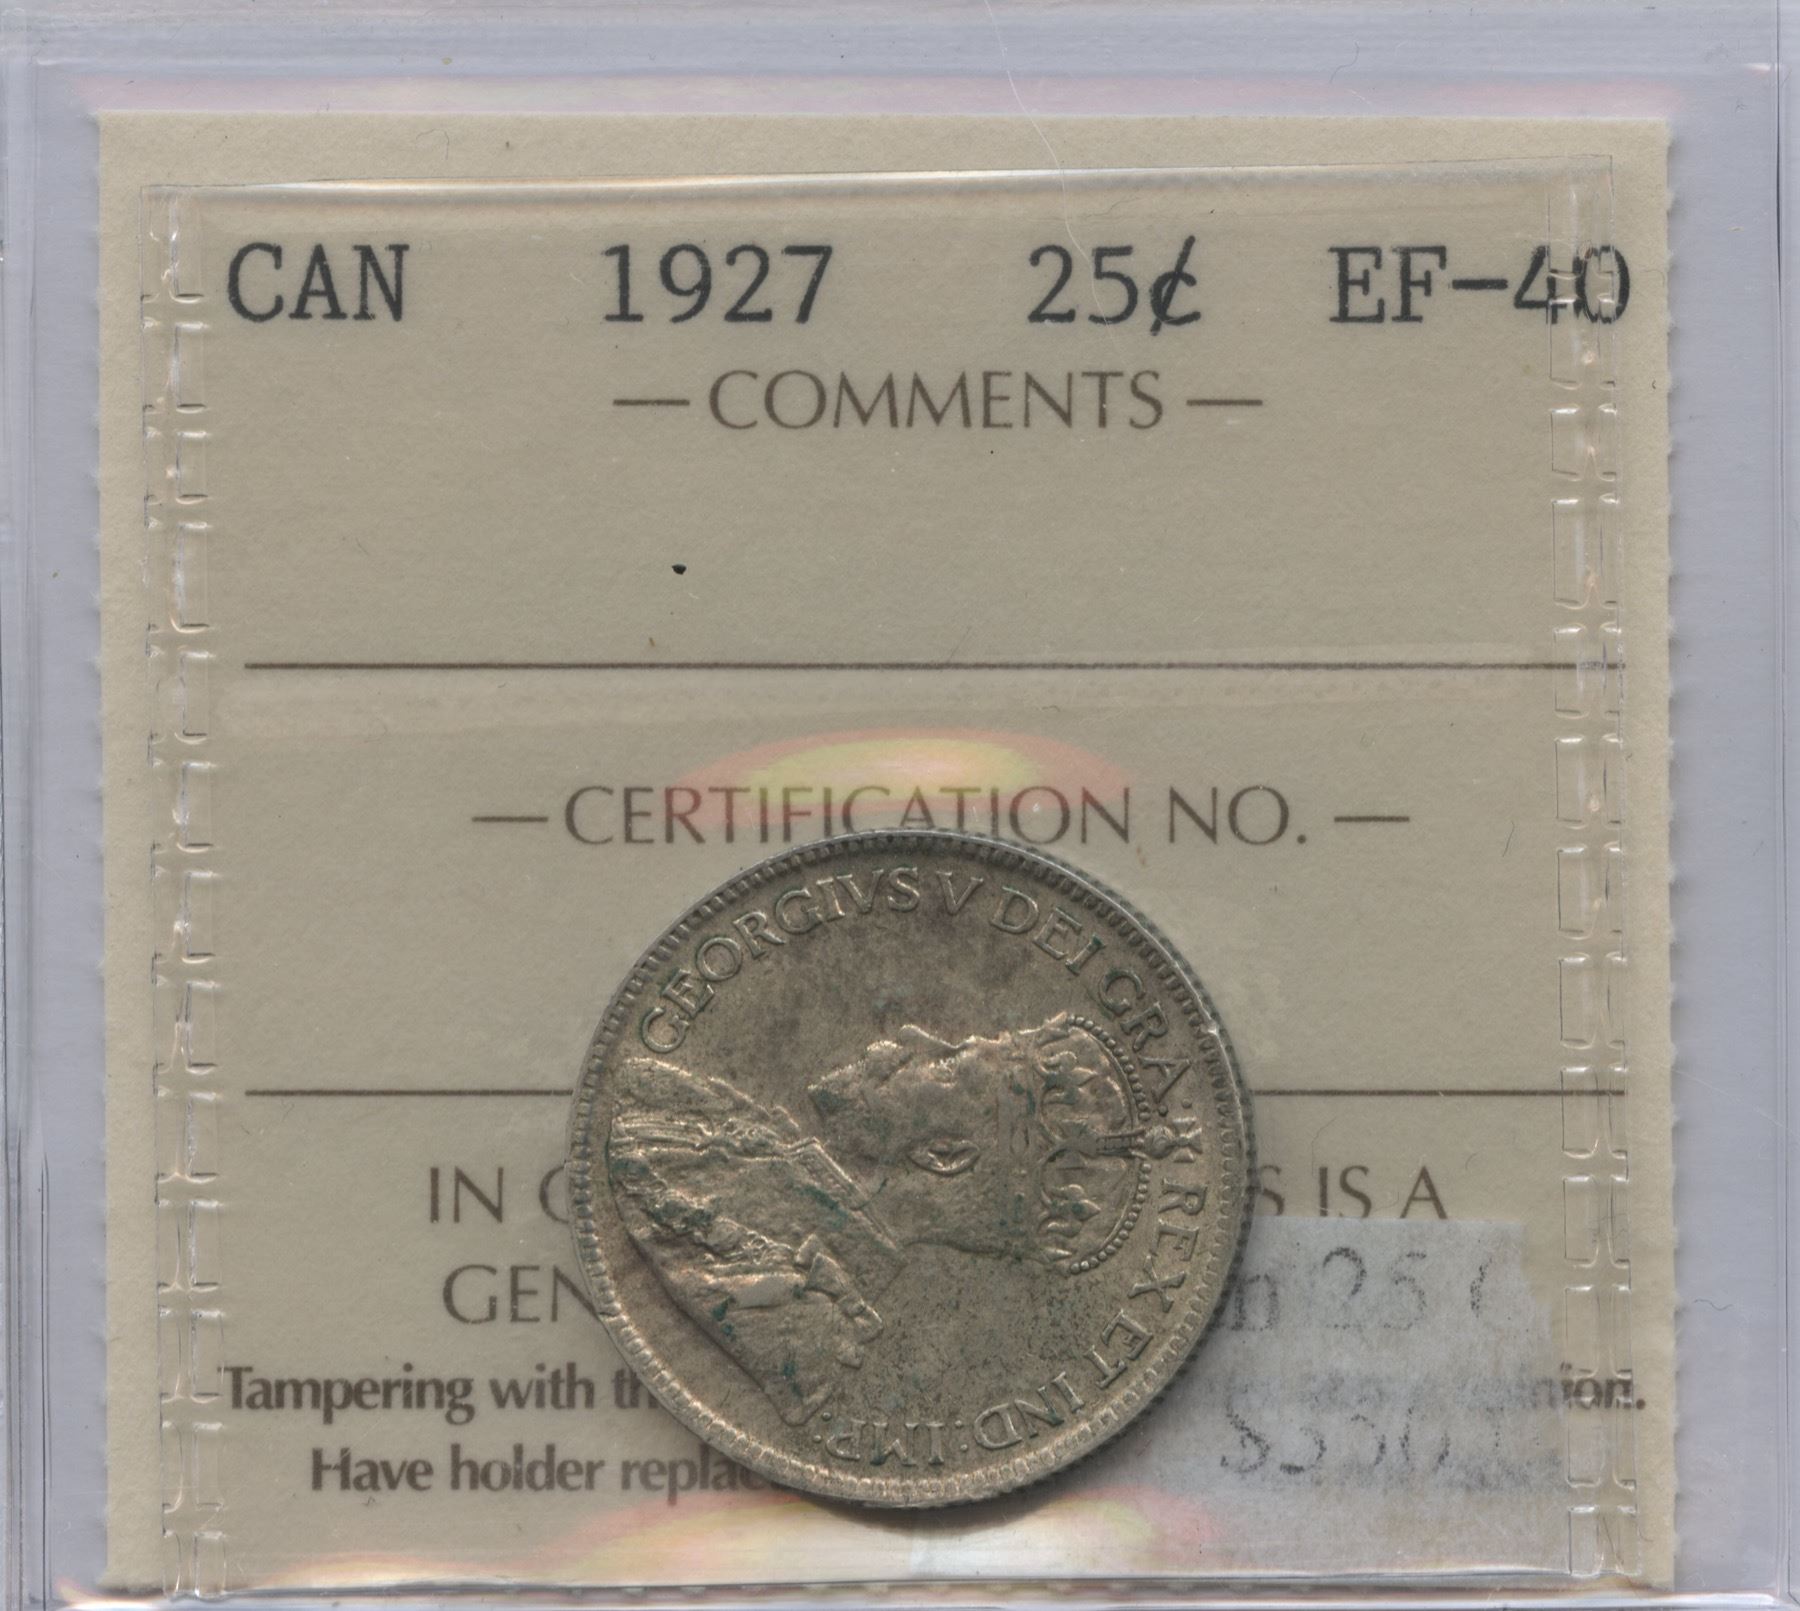 CAN 1927 25¢ EF-40
— COMMENTS —
— CERTIFICATION NO. —
GEORGIVS V DEI GRA: REX ET IND: IMP:
IN S IS A
GEN
25¢
Tampering with th
Have holder replac